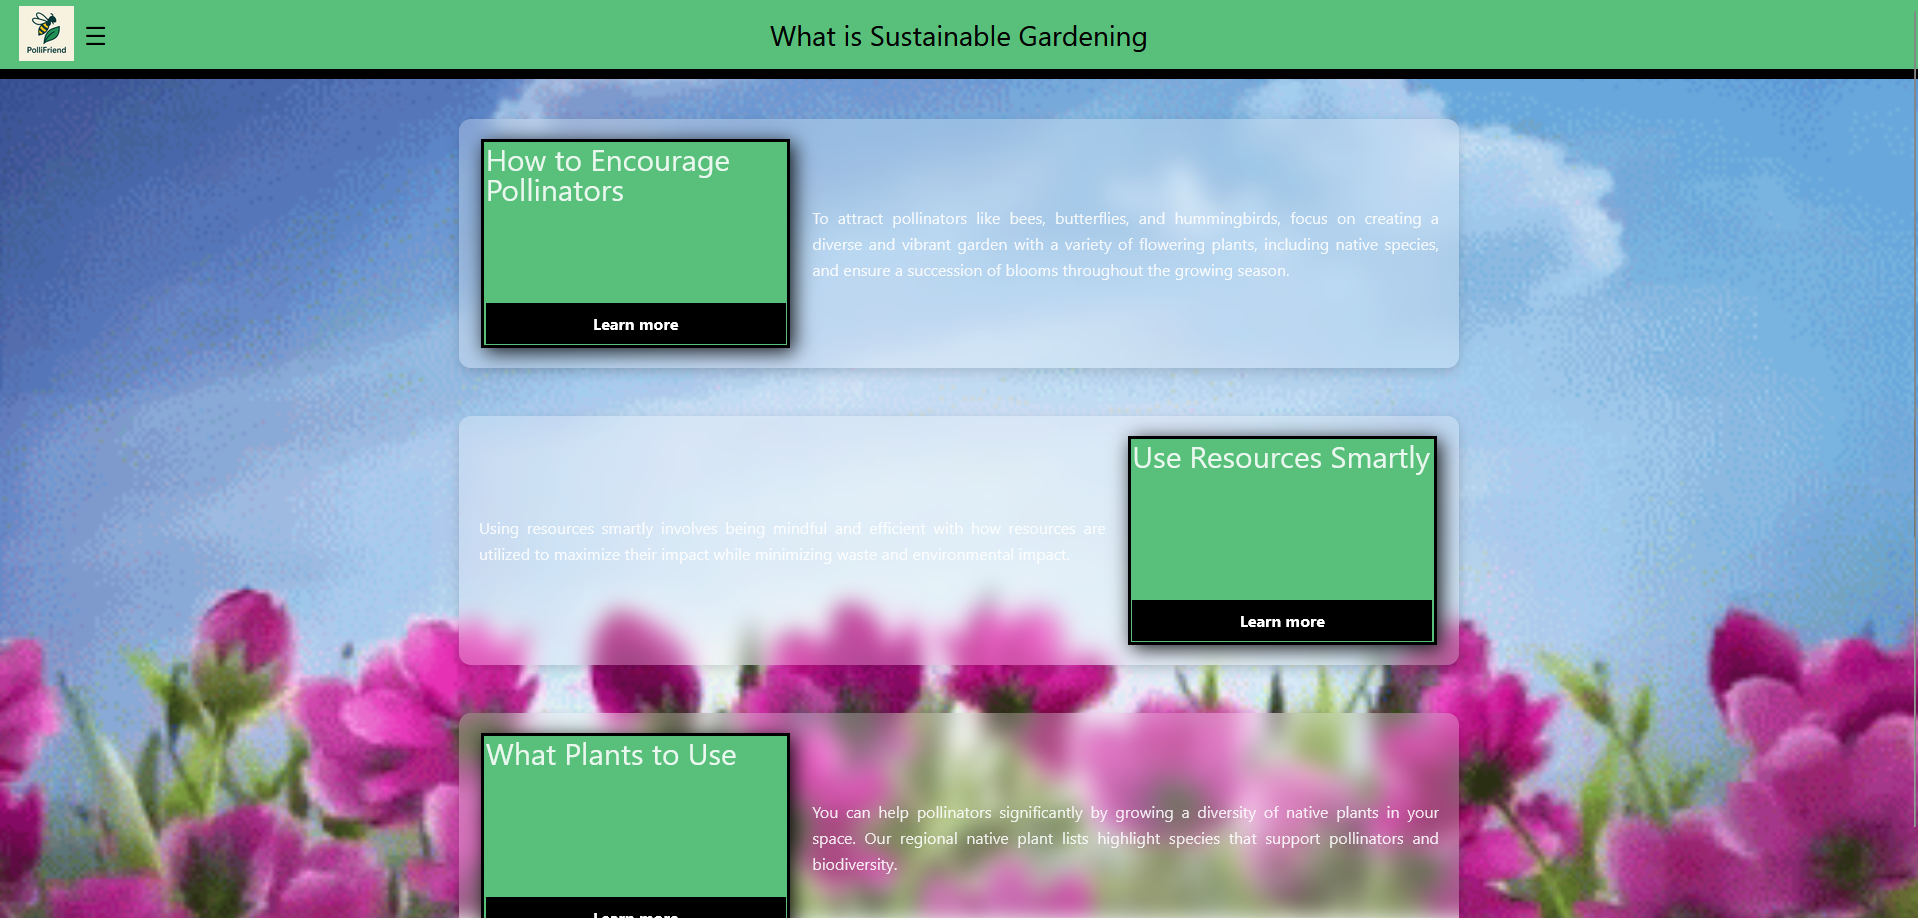 PolliFriend
What is Sustainable Gardening
How to Encourage
Pollinators
Learn more
To attract pollinators like bees, butterflies, and hummingbirds, focus on creating a
diverse and vibrant garden with a variety of flowering plants, including native species,
and ensure a succession of blooms throughout the growing season.
Using resources smartly involves being mindful and efficient with how resources are
utilized to maximize their impact while minimizing waste and environmental impact.
Use Resources Smartly
Learn more
What Plants to Use
Learn more
You can help pollinators significantly by growing a diversity of native plants in your
space. Our regional native plant lists highlight species that support pollinators and
biodiversity.